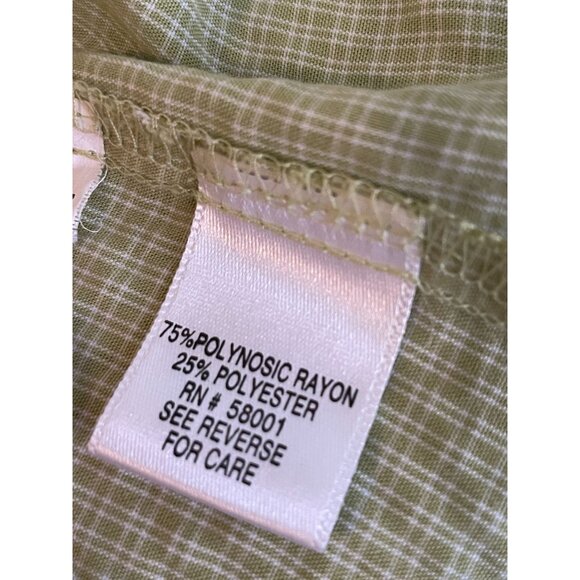 75%POLYNOSIC RAYON
25% POLYESTER
RN# 58001
SEE REVERSE
FOR CARE